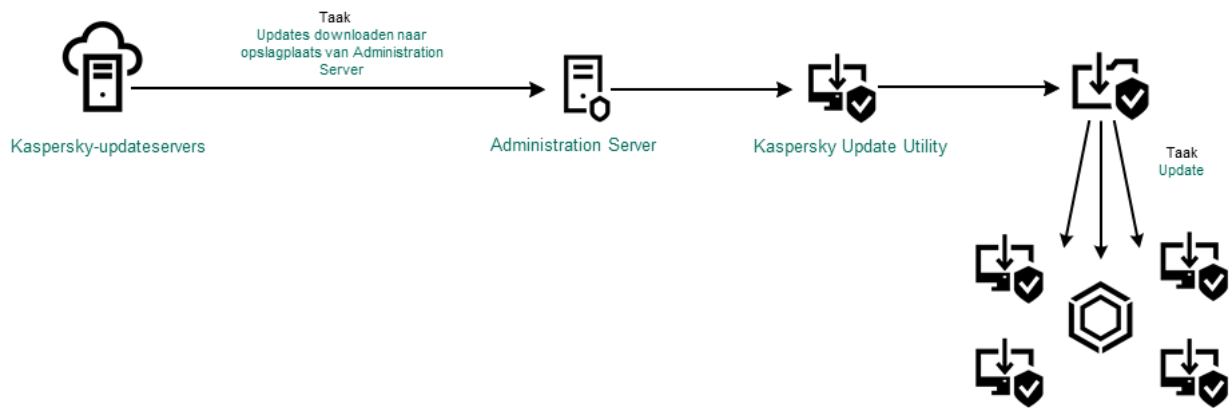 Taak
Updates downloaden naar
opslagplaats van Administration
Server
Kaspersky-updateservers
Administration Server
Kaspersky Update Utility
Taak
Update